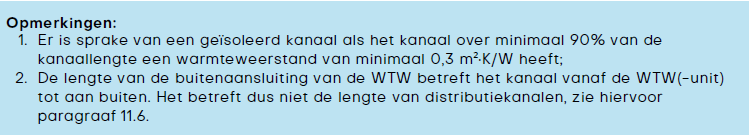 Opmerkingen:
1. Er is sprake van een geïsoleerd kanaal als het kanaal over minimaal 90% van de
kanaallengte een warmteweerstand van minimaal 0,3 m²·K/W heeft;
2. De lengte van de buitenaansluiting van de WTW betreft het kanaal vanaf de WTW(-unit)
tot aan buiten. Het betreft dus niet de lengte van distributiekanalen, zie hiervoor
paragraaf 11.6.